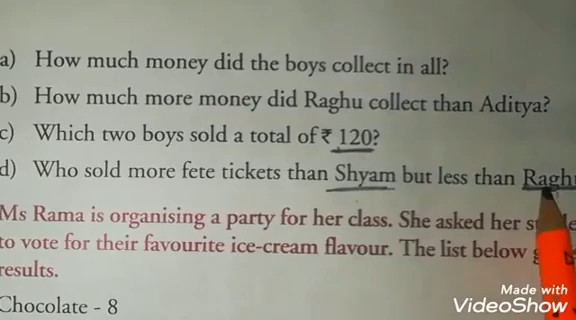 a) How much money did the boys collect in all?
b) How much more money did Raghu collect than Aditya?
c) Which two boys sold a total of ₹ 120?
d) Who sold more fete tickets than Shyam but less than
Ms Rama is organising a party for her class. She asked her
to vote for their favourite ice-cream flavour. The list below
results.
Chocolate - 8
Made with
VideoShow